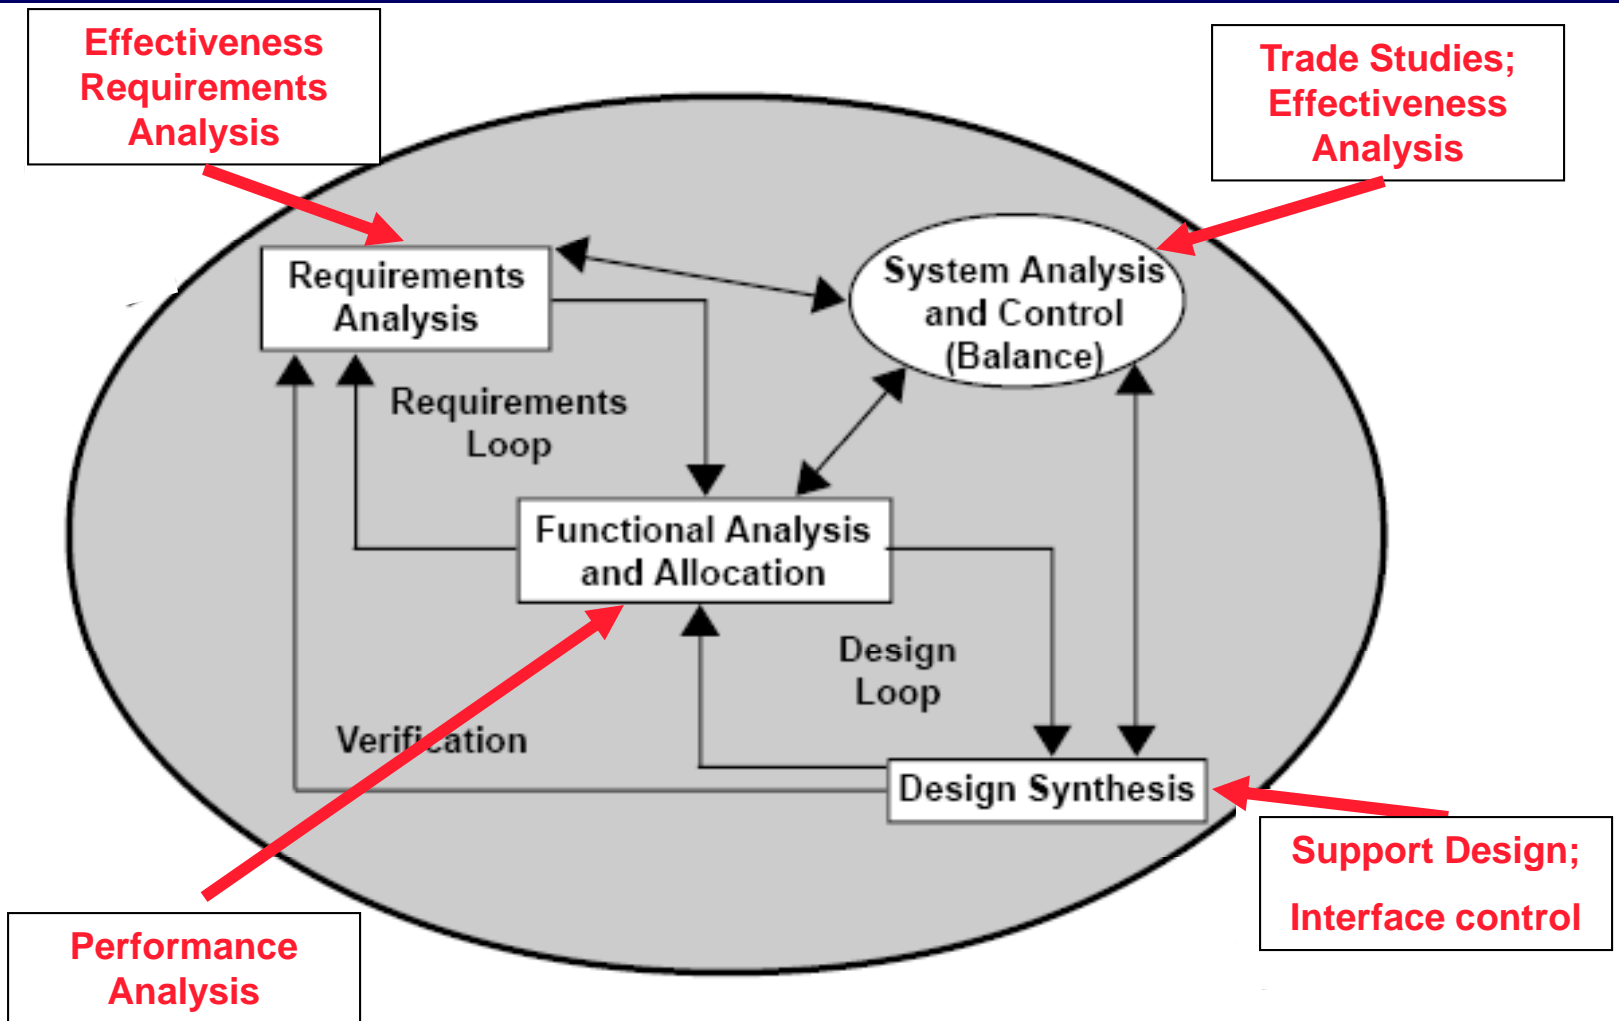 Effectiveness
Requirements
Analysis
Trade Studies;
Effectiveness
Analysis
Requirements
Analysis
System Analysis
and Control
(Balance)
Requirements
Loop
Functional Analysis
and Allocation
Design
Loop
Verification
Design Synthesis
Support Design;
Interface control
Performance
Analysis